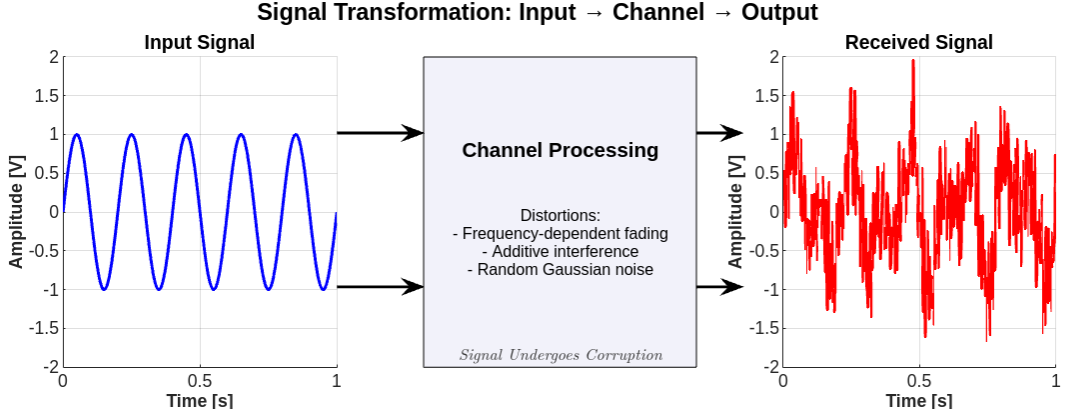 Signal Transformation: Input → Channel → Output
Input Signal
Received Signal
2
1.5
1
0.5
0
-0.5
-1
-1.5
-2
Amplitude [V]
0
0.5
1
Time [s]
Channel Processing
Distortions:
- Frequency-dependent fading
- Additive interference
- Random Gaussian noise
Signal Undergoes Corruption
2
1.5
1
0.5
0
-0.5
-1
-1.5
-2
Amplitude [V]
0
0.5
1
Time [s]